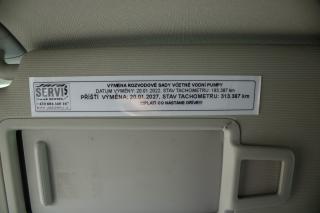 SERVIS
VÝMĚNA ROZVODOVÉ SADY VČETNĚ VODNÍ PUMPY
DATUM VÝMĚNY: 20.01.2022, STAV TACHOMETRU: 193.387 km
PŘÍŠTÍ VÝMĚNA: 20.01.2027, STAV TACHOMETRU: 313.387 km
(PLATÍ CO NASTANE DŘÍVE!)